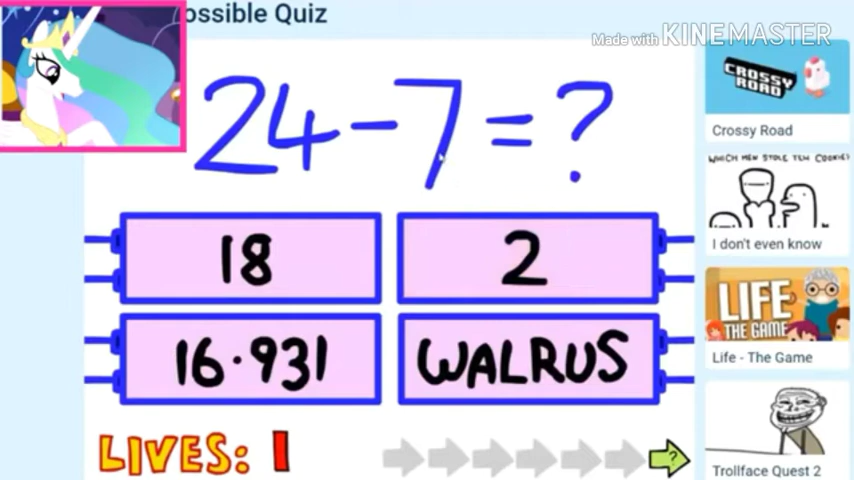 ossible Quiz
Made with KINEMASTER
24-7=?
18
2
16.931
WALRUS
LIVES: 1
?
CROSSY
ROAD
Crossy Road
WHICH MEN STOLE TEN COOKIES
I don't even know
LIFE
THE GAME
Life - The Game
Trollface Quest 2